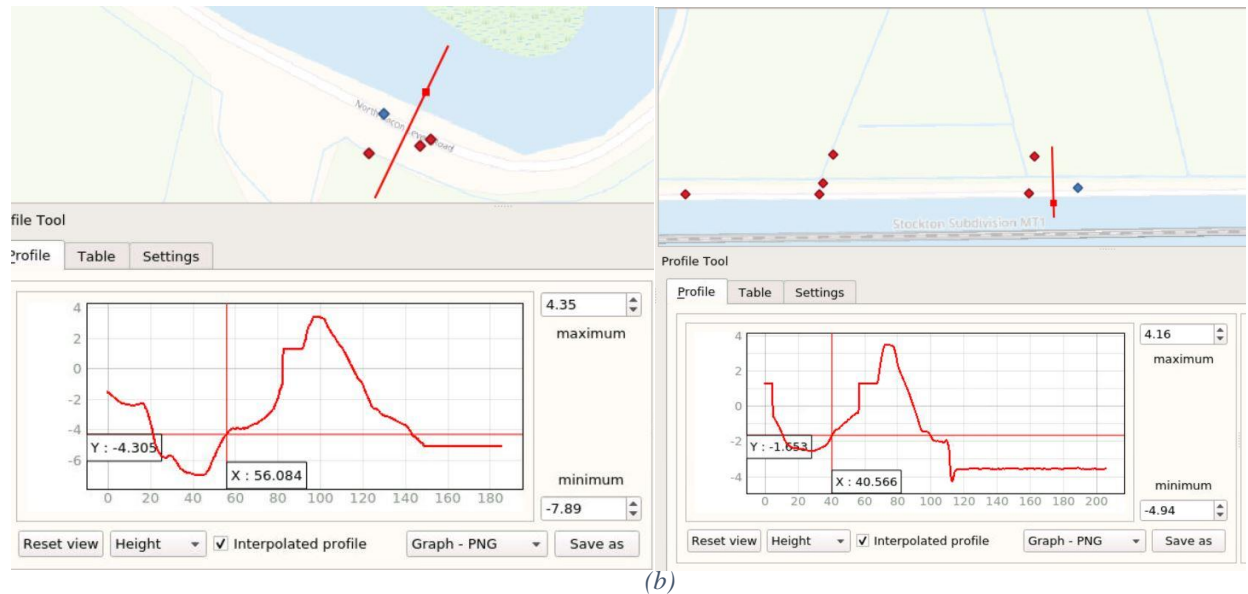 North Bacon Levee Road
file Tool
Profile Table Settings
4
2
0
-2
-4
-6
Y : -4.305
X : 56.084
0 20 40 60 80 100 120 140 160 180
4.35
maximum
minimum
-7.89
Reset view Height Interpolated profile Graph - PNG Save as
Stockton Subdivision MT1
Profile Tool
Profile Table Settings
4
2
0
-2
-4
Y : -1.653
X : 40.566
0 20 40 60 80 100 120 140 160 180 200
4.16
maximum
minimum
-4.94
Reset view Height Interpolated profile Graph - PNG Save as
(b)